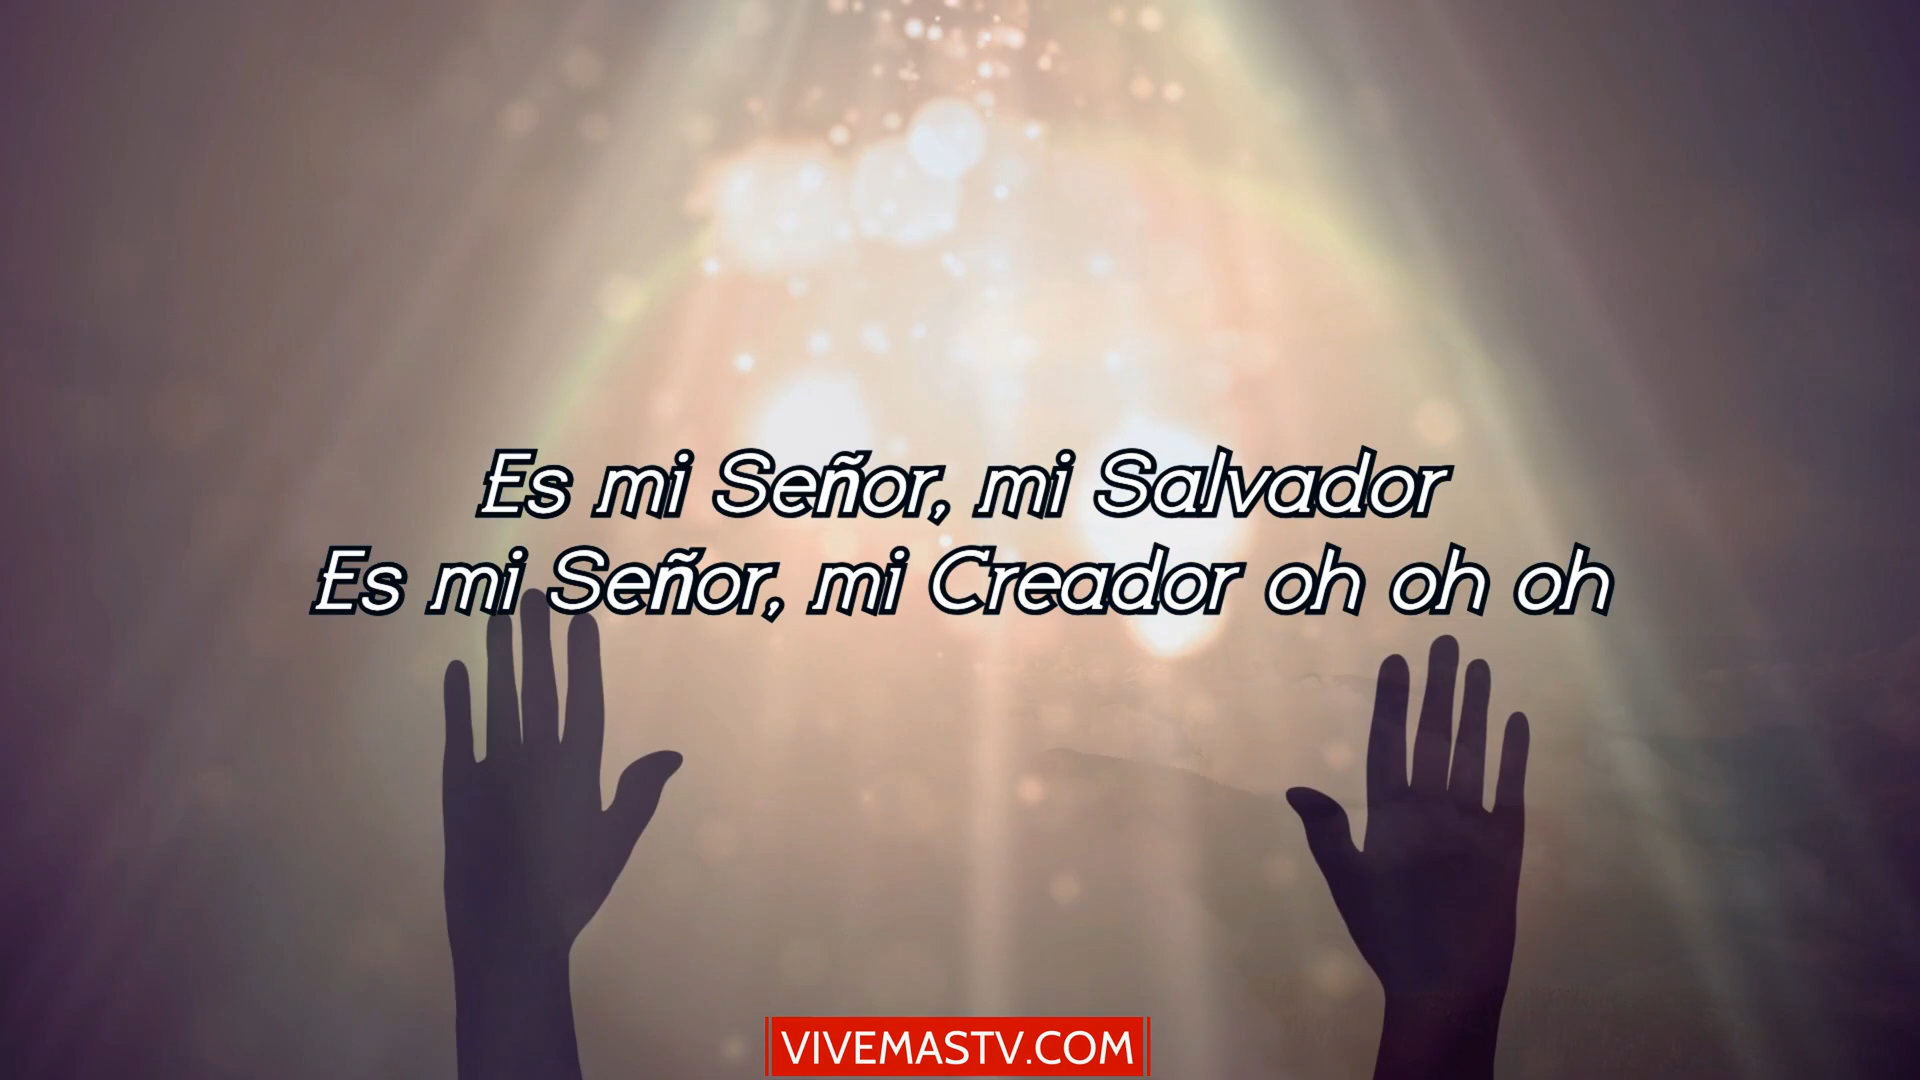 Es mi Señor, mi Salvador
Es mi Señor, mi Creador oh oh oh
VIVEMASTV.COM